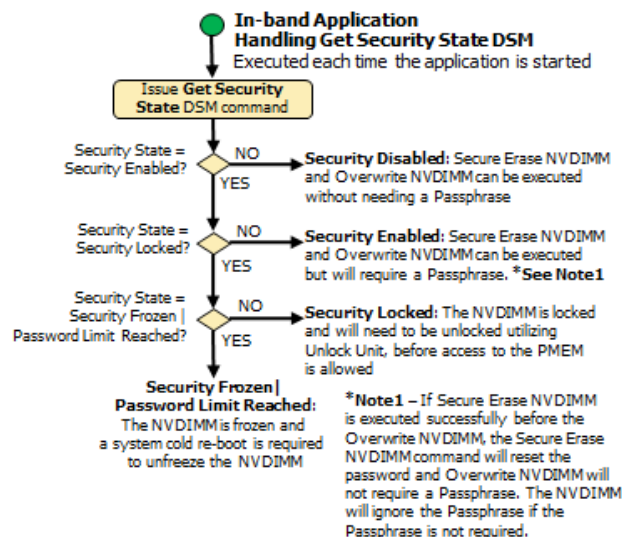 In-band Application
Handling Get Security State DSM
Executed each time the application is started
Issue Get Security
State DSM command
Security State =
Security Enabled?
NO
YES
Security Disabled: Secure Erase NVDIMM
and Overwrite NVDIMM can be executed
without needing a Passphrase
Security State =
Security Locked?
NO
YES
Security Enabled: Secure Erase NVDIMM
and Overwrite NVDIMM can be executed
but will require a Passphrase. *See Note1
Security State =
Security Frozen |
Password Limit Reached?
NO
YES
Security Locked: The NVDIMM is locked
and will need to be unlocked utilizing
Unlock Unit, before access to the PMEM
is allowed
Security Frozen|
Password Limit Reached:
The NVDIMM is frozen and
a system cold re-boot is required
to unfreeze the NVDIMM
*Note1 – If Secure Erase NVDIMM
is executed successfully before the
Overwrite NVDIMM, the Secure Erase
NVDIMM command will reset the
password and Overwrite NVDIMM will
not require a Passphrase. The NVDIMM
will ignore the Passphrase if the
Passphrase is not required.